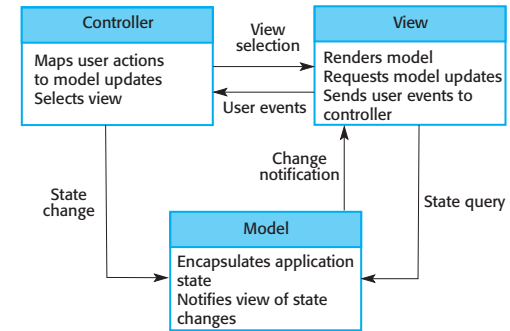 Controller
Maps user actions
to model updates
Selects view
View
selection
User events
View
Renders model
Requests model updates
Sends user events to
controller
State
change
Change
notification
State query
Model
Encapsulates application
state
Notifies view of state
changes